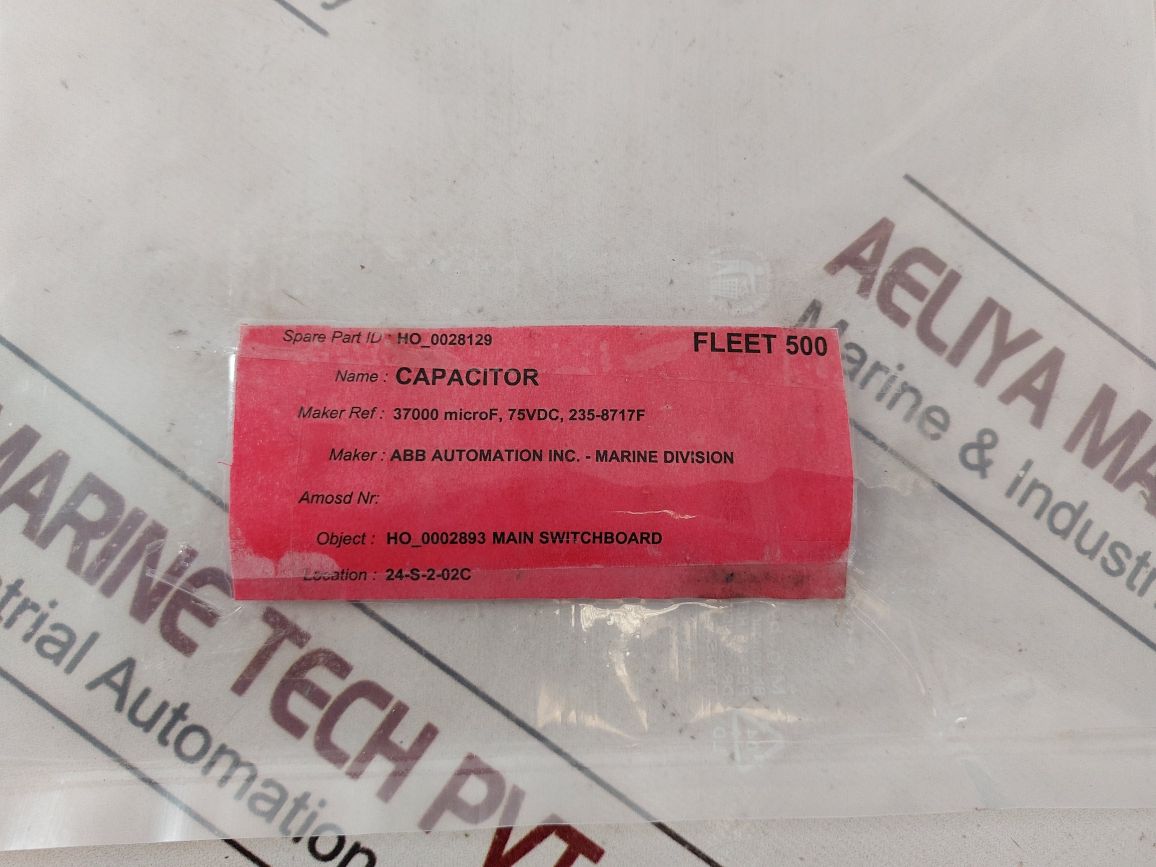 Spare Part ID : HO_0028129
FLEET 500
Name : CAPACITOR
Maker Ref : 37000 microF, 75VDC, 235-8717F
Maker : ABB AUTOMATION INC. - MARINE DIVISION
Amosd Nr:
Object : HO_0002893 MAIN SWITCHBOARD
Location : 24-S-2-02C
AELIYA MA
Marine & Industri
MARINE TECH PVT
strial Automation